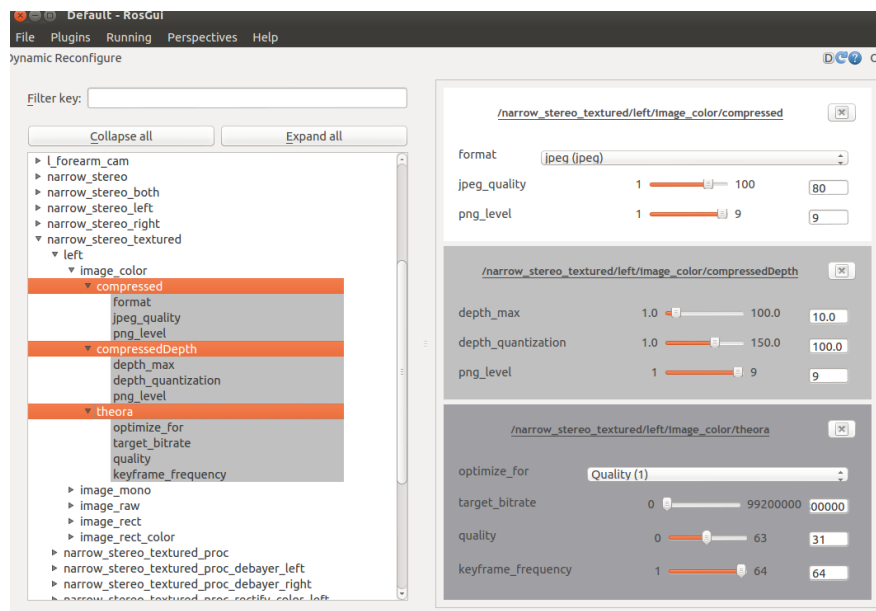 Default - RosGui
File Plugins Running Perspectives Help
Dynamic Reconfigure
D
Filter key:
Collapse all Expand all
l_forearm_cam
narrow_stereo
narrow_stereo_both
narrow_stereo_left
narrow_stereo_right
narrow_stereo_textured
left
image_color
compressed
format
jpeg_quality
png_level
compressedDepth
depth_max
depth_quantization
png_level
theora
optimize_for
target_bitrate
quality
keyframe_frequency
image_mono
image_raw
image_rect
image_rect_color
narrow_stereo_textured_proc
narrow_stereo_textured_proc_debayer_left
narrow_stereo_textured_proc_debayer_right
narrow_stereo_textured_proc_rectify_color_left
/narrow_stereo_textured/left/image_color/compressed
format jpeg (jpeg)
jpeg_quality 1 100 80
png_level 1 9 9
/narrow_stereo_textured/left/image_color/compressedDepth
depth_max 1.0 100.0 10.0
depth_quantization 1.0 150.0 100.0
png_level 1 9 9
/narrow_stereo_textured/left/image_color/theora
optimize_for Quality (1)
target_bitrate 0 99200000 00000
quality 0 63 31
keyframe_frequency 1 64 64